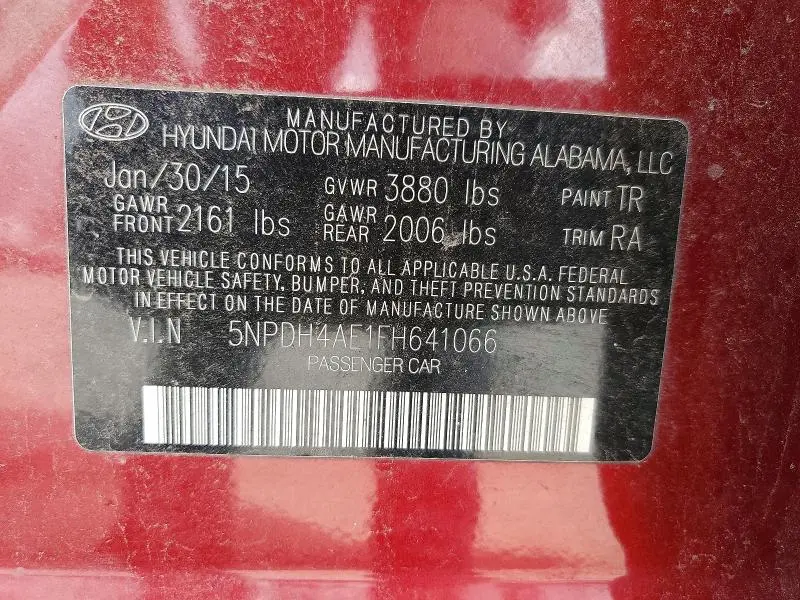 MANUFACTURED BY
HYUNDAI MOTOR MANUFACTURING ALABAMA, LLC
Jan/30/15 GVWR 3880 lbs PAINT TR
GAWR FRONT 2161 lbs GAWR REAR 2006 lbs TRIM RA
THIS VEHICLE CONFORMS TO ALL APPLICABLE U.S.A. FEDERAL
MOTOR VEHICLE SAFETY, BUMPER, AND THEFT PREVENTION STANDARDS
IN EFFECT ON THE DATE OF MANUFACTURE SHOWN ABOVE
V.I.N 5NPDH4AE1FH641066
PASSENGER CAR